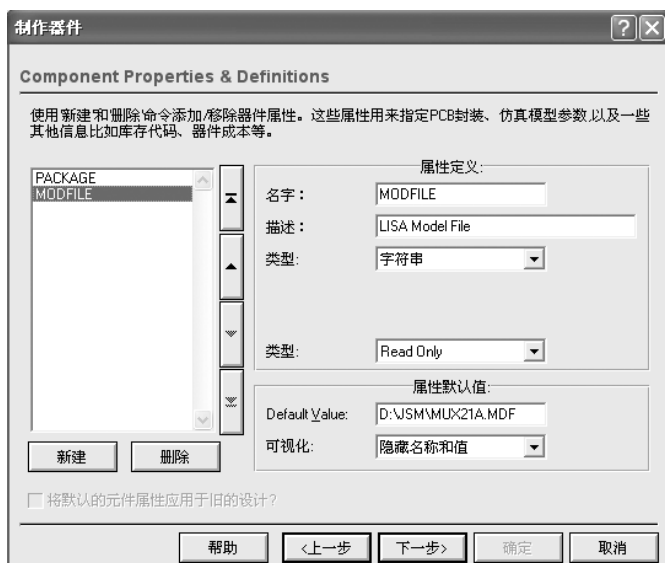 制作器件
Component Properties & Definitions
使用'新建'和'删除'命令添加/移除器件属性。这些属性用来指定PCB封装、仿真模型参数,以及一些
其他信息比如库存代码、器件成本等。
PACKAGE
MODFILE
属性定义:
名字: MODFILE
描述: LISA Model File
类型: 字符串
类型: Read Only
属性默认值:
Default Value: D:\JSM\MUX21A.MDF
可视化: 隐藏名称和值
新建 删除
将默认的元件属性应用于旧的设计?
帮助 <上一步 下一步> 确定 取消